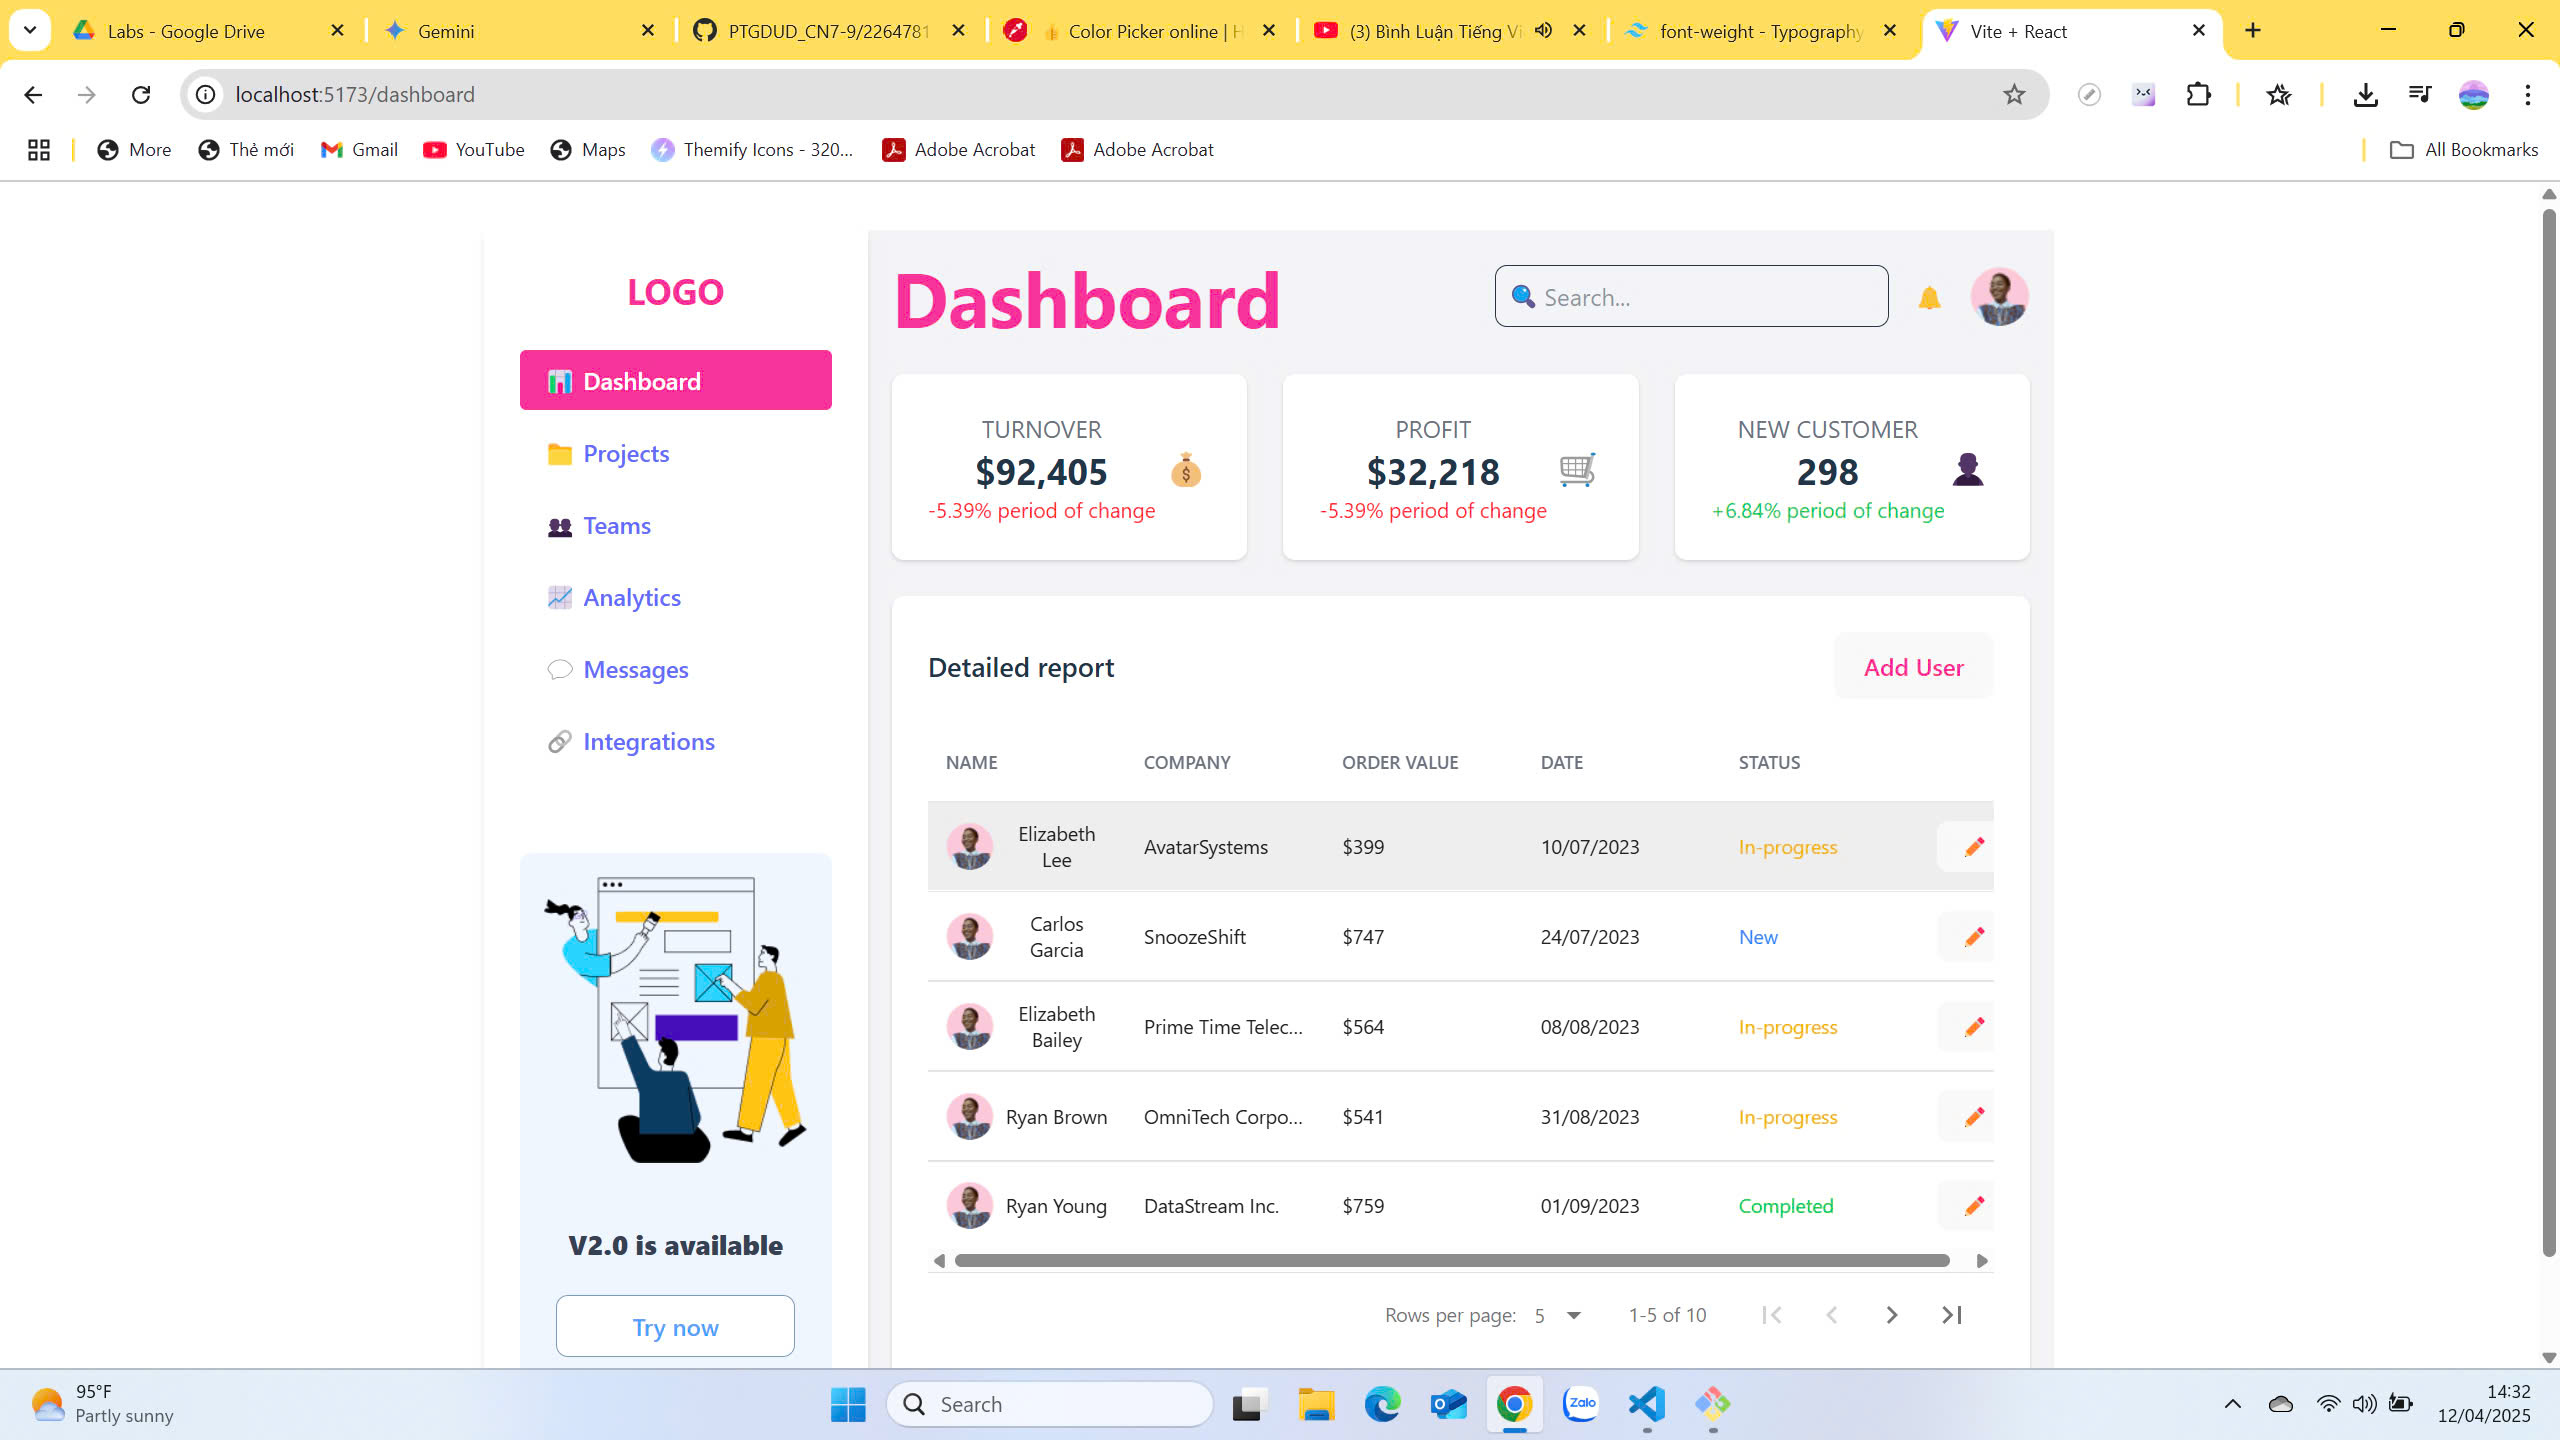 Labs - Google Drive
Gemini
PTGDUD_CN7-9/2264781
Color Picker online | H
(3) Bình Luận Tiếng Vi
font-weight - Typography
Vite + React
localhost:5173/dashboard
More
Thẻ mới
Gmail
YouTube
Maps
Themify Icons - 320...
Adobe Acrobat
Adobe Acrobat
All Bookmarks
LOGO
Dashboard
Projects
Teams
Analytics
Messages
Integrations
V2.0 is available
Try now
Dashboard
Search...
TURNOVER
$92,405
-5.39% period of change
PROFIT
$32,218
-5.39% period of change
NEW CUSTOMER
298
+6.84% period of change
Detailed report
Add User
NAME COMPANY ORDER VALUE DATE STATUS
Elizabeth Lee AvatarSystems $399 10/07/2023 In-progress
Carlos Garcia SnoozeShift $747 24/07/2023 New
Elizabeth Bailey Prime Time Telec... $564 08/08/2023 In-progress
Ryan Brown OmniTech Corpo... $541 31/08/2023 In-progress
Ryan Young DataStream Inc. $759 01/09/2023 Completed
Rows per page: 5 1-5 of 10
95°F
Partly sunny
Search
Zalo
14:32
12/04/2025